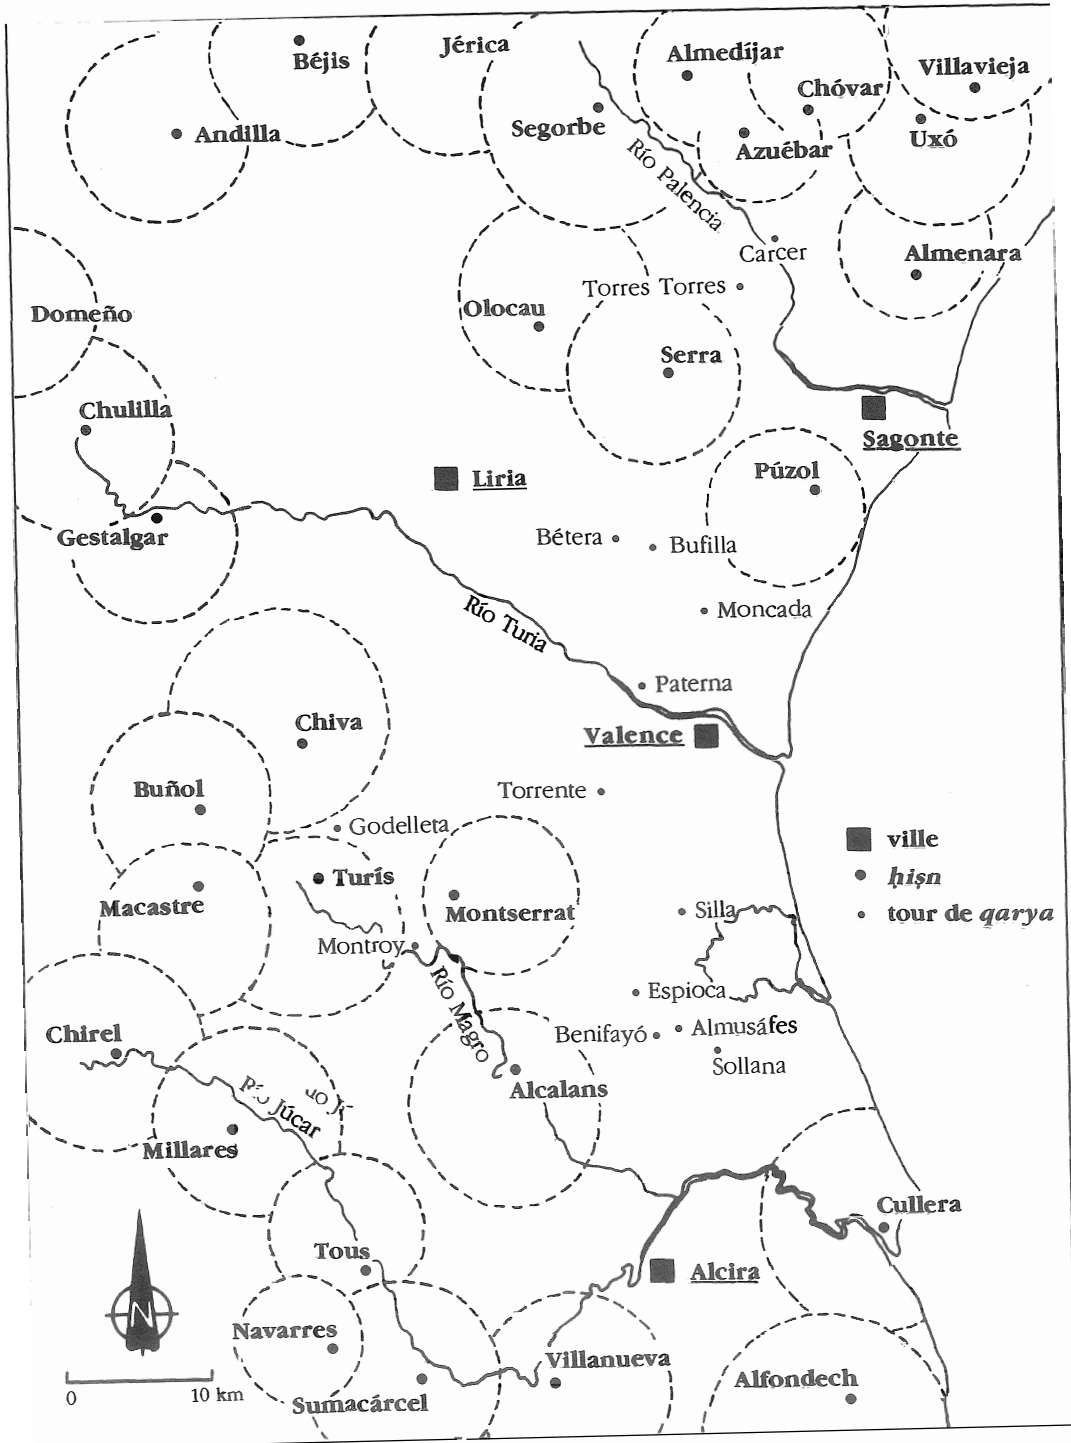 Béjis
Jérica
Almedíjar
Villavieja
Chóvar
Andilla
Segorbe
Azuébar
Uxó
Río Palencia
Carcer
Almenara
Torres Torres
Domeño
Olocau
Serra
Chulilla
Sagonte
Púzol
Liria
Gestalgar
Bétera
Bufilla
Río Turia
Moncada
Paterna
Chiva
Valence
Buñol
Torrente
Godelleta
ville
Turís
ḥiṣn
Macastre
Montserrat
Silla
tour de qarya
Montroy
Río Magro
Espioca
Chirel
Benifayó
Almusáfes
Sollana
Alcalans
Río Júcar
Millares
Cullera
Tous
Alcira
N
Navarres
Villanueva
Alfondech
0
10 km
Sumacárcel